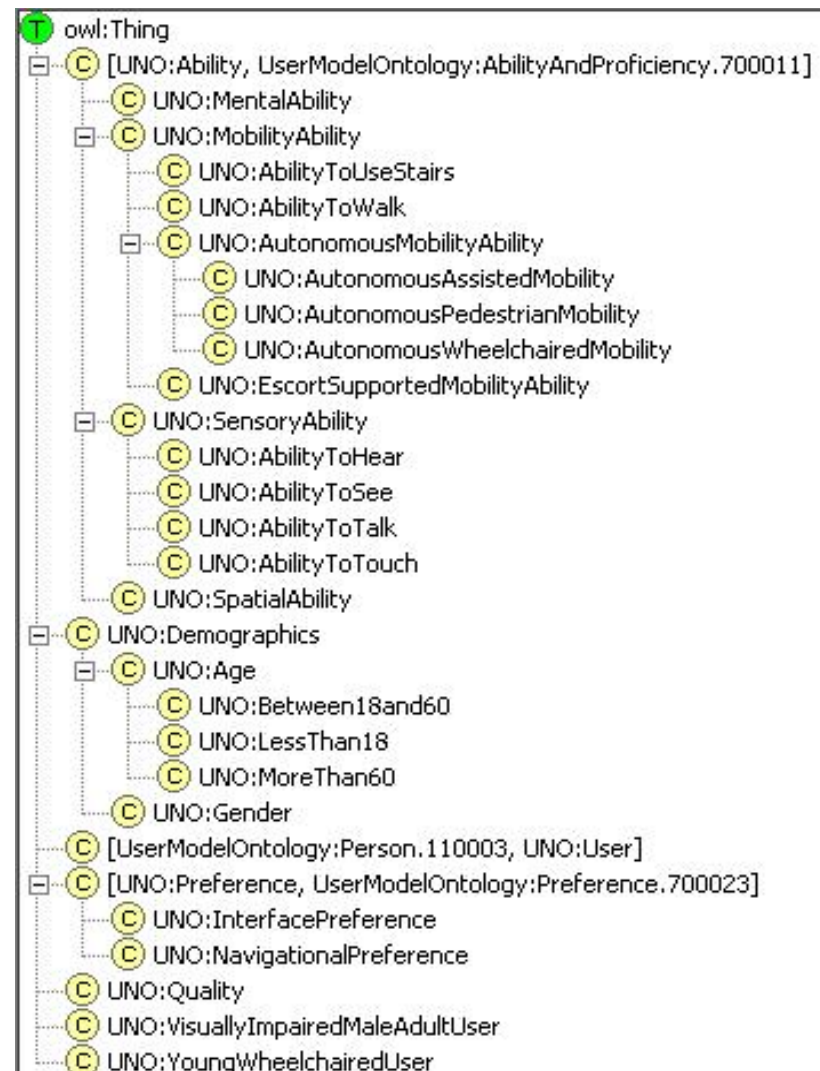 T owl:Thing
C [UNO:Ability, UserModelOntology:AbilityAndProficiency.700011]
C UNO:MentalAbility
C UNO:MobilityAbility
C UNO:AbilityToUseStairs
C UNO:AbilityToWalk
C UNO:AutonomousMobilityAbility
C UNO:AutonomousAssistedMobility
C UNO:AutonomousPedestrianMobility
C UNO:AutonomousWheelchairedMobility
C UNO:EscortSupportedMobilityAbility
C UNO:SensoryAbility
C UNO:AbilityToHear
C UNO:AbilityToSee
C UNO:AbilityToTalk
C UNO:AbilityToTouch
C UNO:SpatialAbility
C UNO:Demographics
C UNO:Age
C UNO:Between18and60
C UNO:LessThan18
C UNO:MoreThan60
C UNO:Gender
C [UserModelOntology:Person.110003, UNO:User]
C [UNO:Preference, UserModelOntology:Preference.700023]
C UNO:InterfacePreference
C UNO:NavigationalPreference
C UNO:Quality
C UNO:VisuallyImpairedMaleAdultUser
C UNO:YoungWheelchairedUser